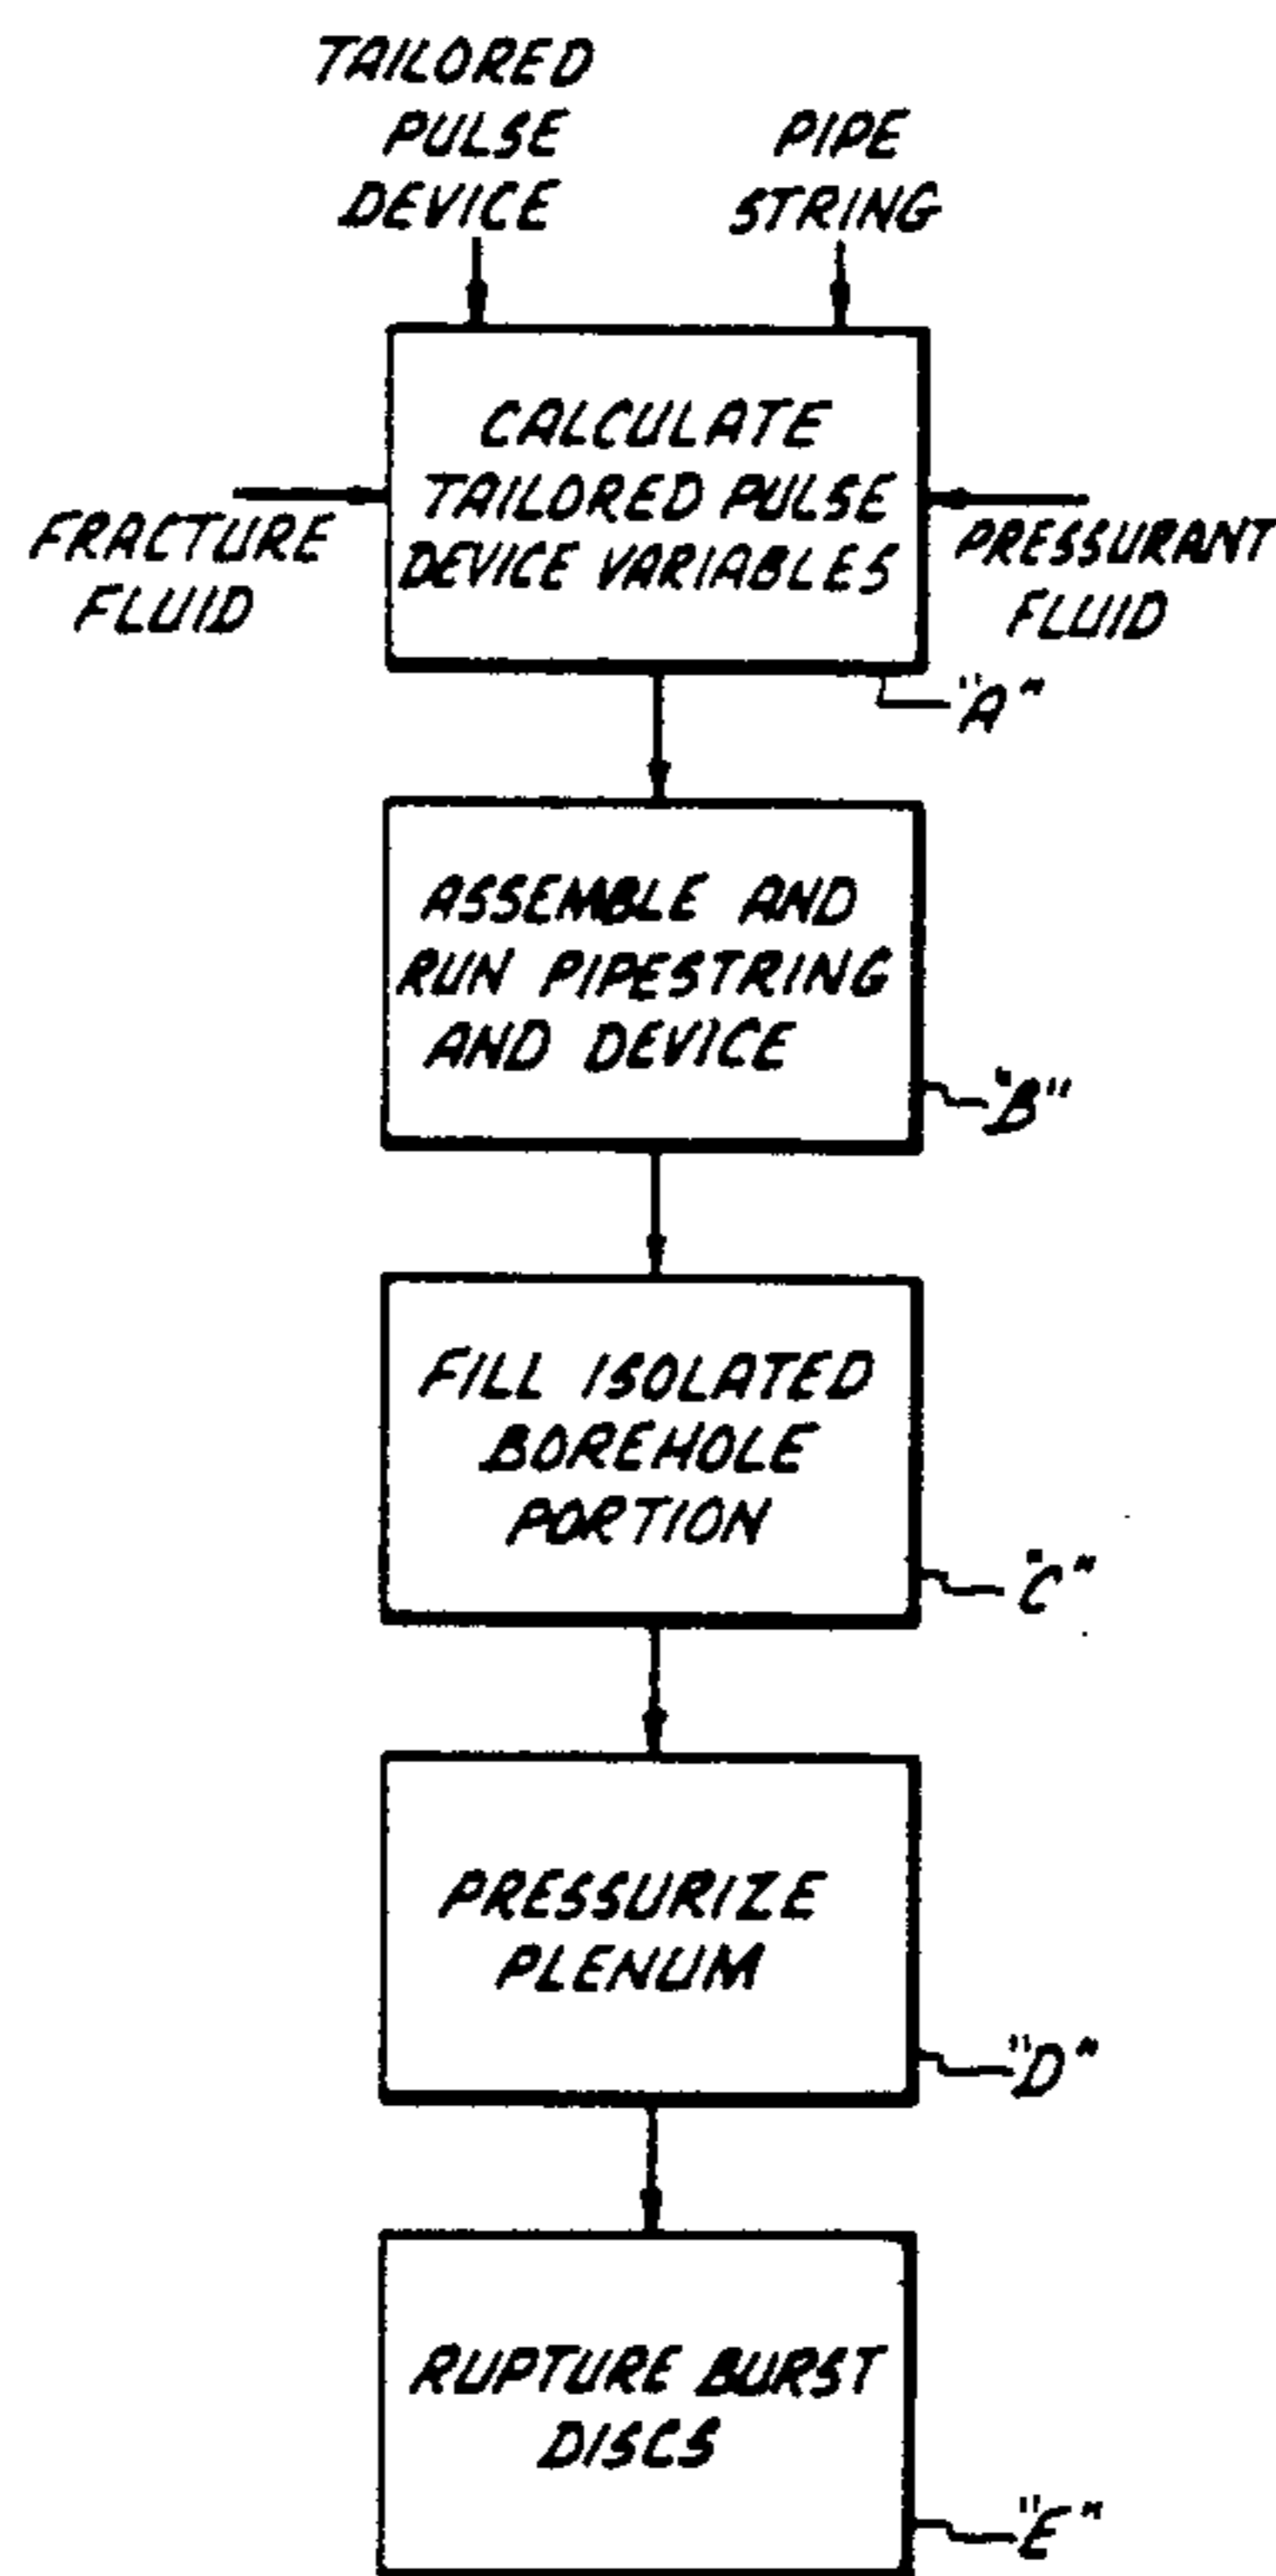 TAILORED
PULSE
DEVICE
PIPE
STRING
CALCULATE
TAILORED PULSE
DEVICE VARIABLES
FRACTURE
FLUID
PRESSURANT
FLUID
"A"
ASSEMBLE AND
RUN PIPESTRING
AND DEVICE
"B"
FILL ISOLATED
BOREHOLE
PORTION
"C"
PRESSURIZE
PLENUM
"D"
RUPTURE BURST
DISCS
"E"